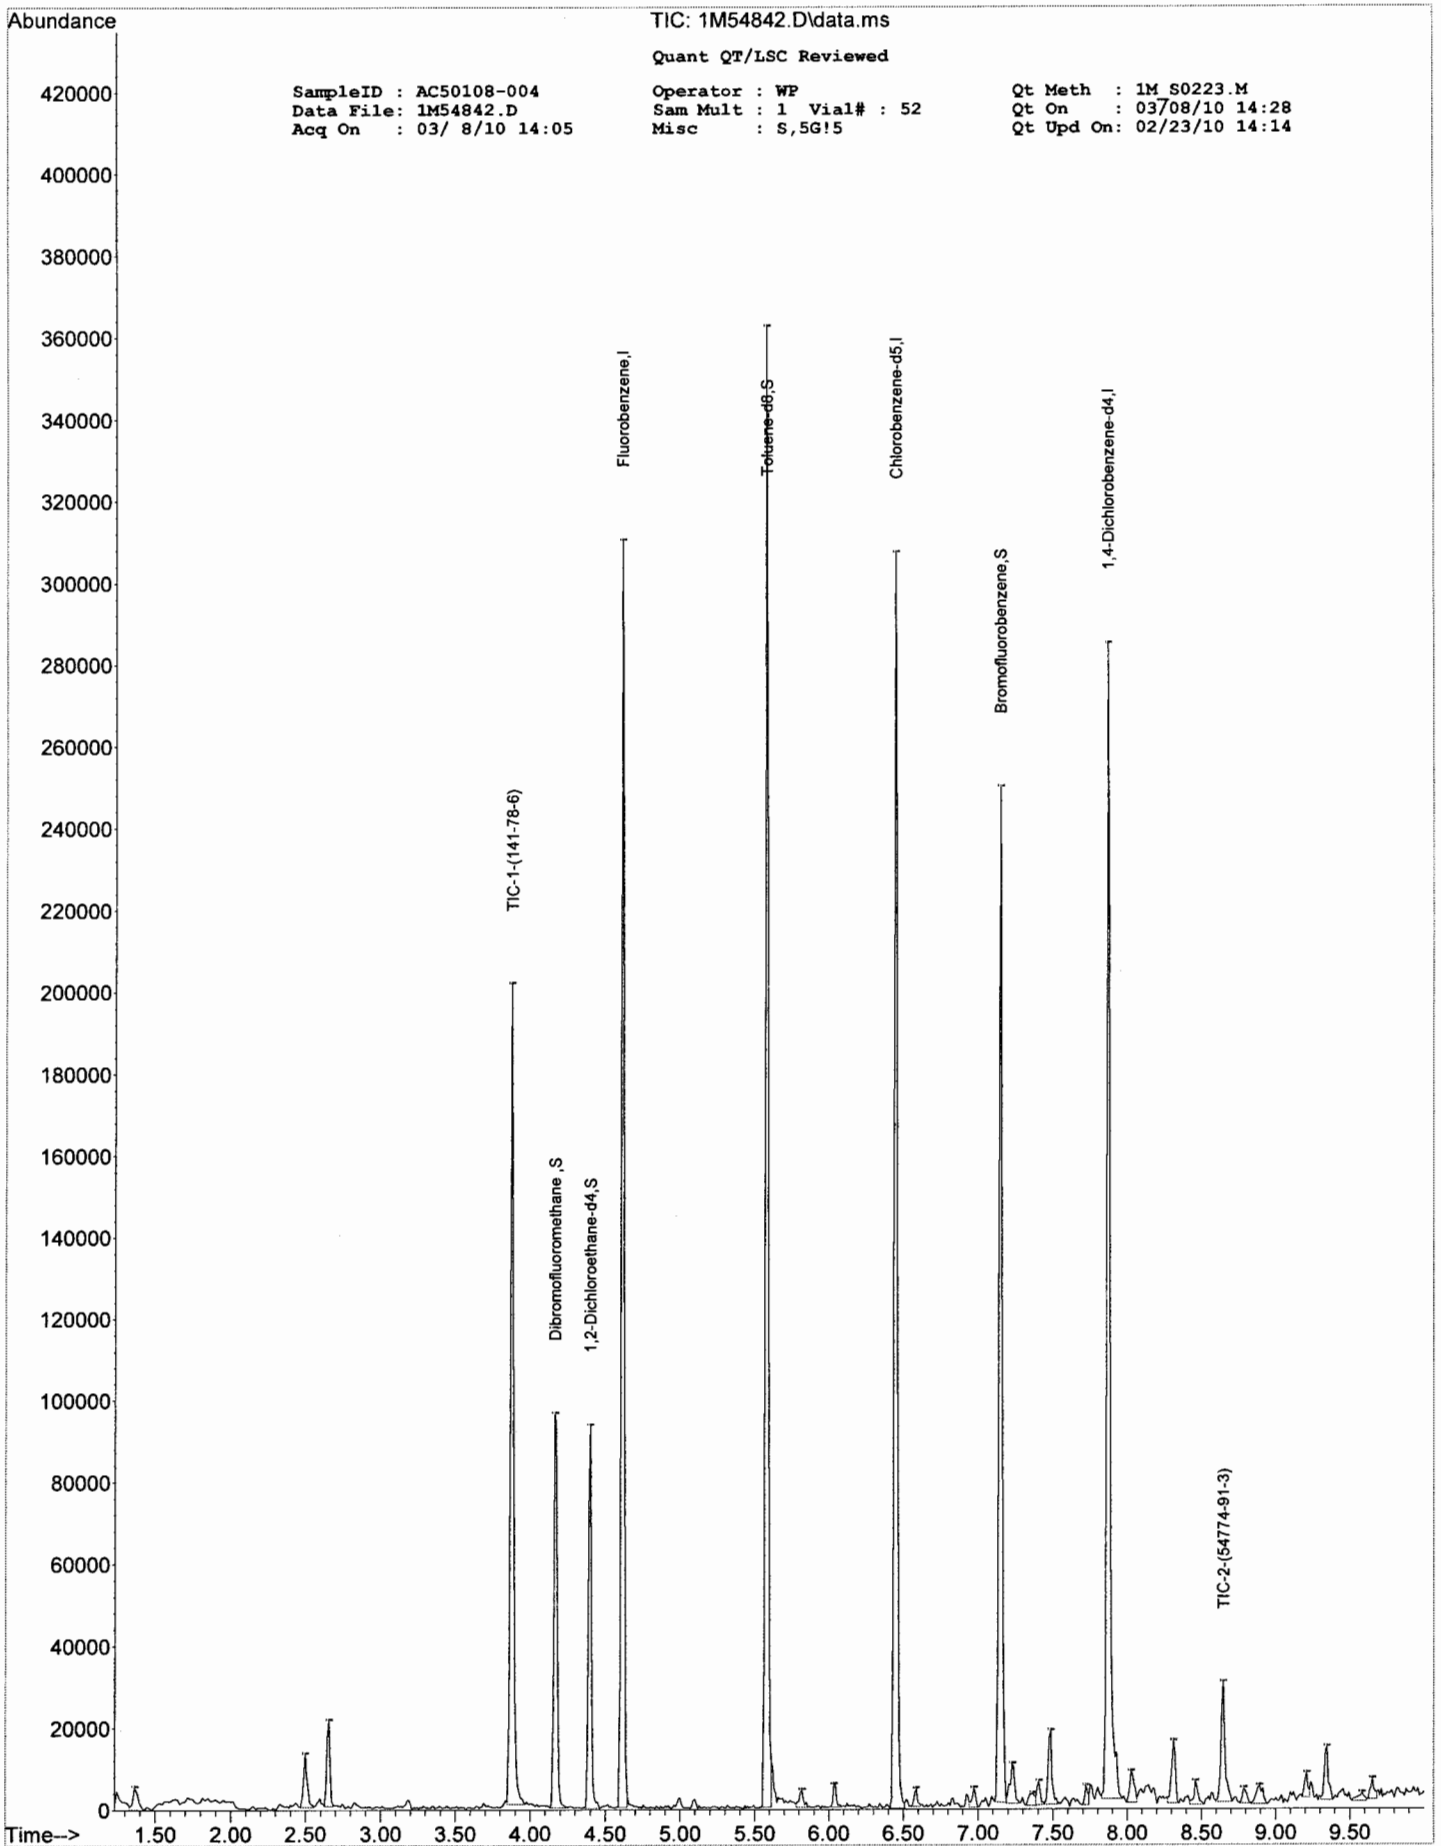 Abundance
TIC: 1M54842.D\data.ms
Quant QT/LSC Reviewed
SampleID : AC50108-004
Operator : WP
Qt Meth : 1M_S0223.M
Data File: 1M54842.D
Sam Mult : 1 Vial# : 52
Qt On : 03/08/10 14:28
Acq On : 03/ 8/10 14:05
Misc : S,5G!5
Qt Upd On: 02/23/10 14:14
420000
400000
380000
360000
340000
320000
300000
280000
260000
240000
220000
200000
180000
160000
140000
120000
100000
80000
60000
40000
20000
0
TIC-1-(141-78-6)
Dibromofluoromethane ,S
1,2-Dichloroethane-d4,S
Fluorobenzene,I
Toluene-d8,S
Chlorobenzene-d5,I
Bromofluorobenzene,S
1,4-Dichlorobenzene-d4,I
TIC-2-(54774-91-3)
Time-->
1.50 2.00 2.50 3.00 3.50 4.00 4.50 5.00 5.50 6.00 6.50 7.00 7.50 8.00 8.50 9.00 9.50